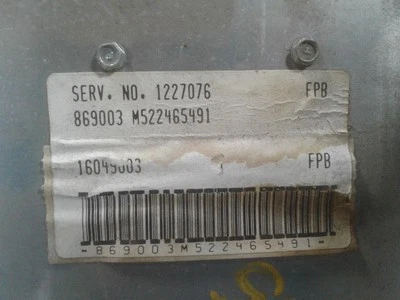 SERV. NO. 1227076 FPB
869003 M522465491
16049003 FPB
-869003M522465491-